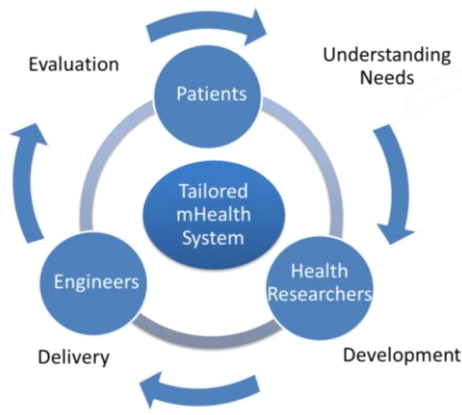 Evaluation
Understanding
Needs
Patients
Tailored
mHealth
System
Engineers
Health
Researchers
Delivery
Development